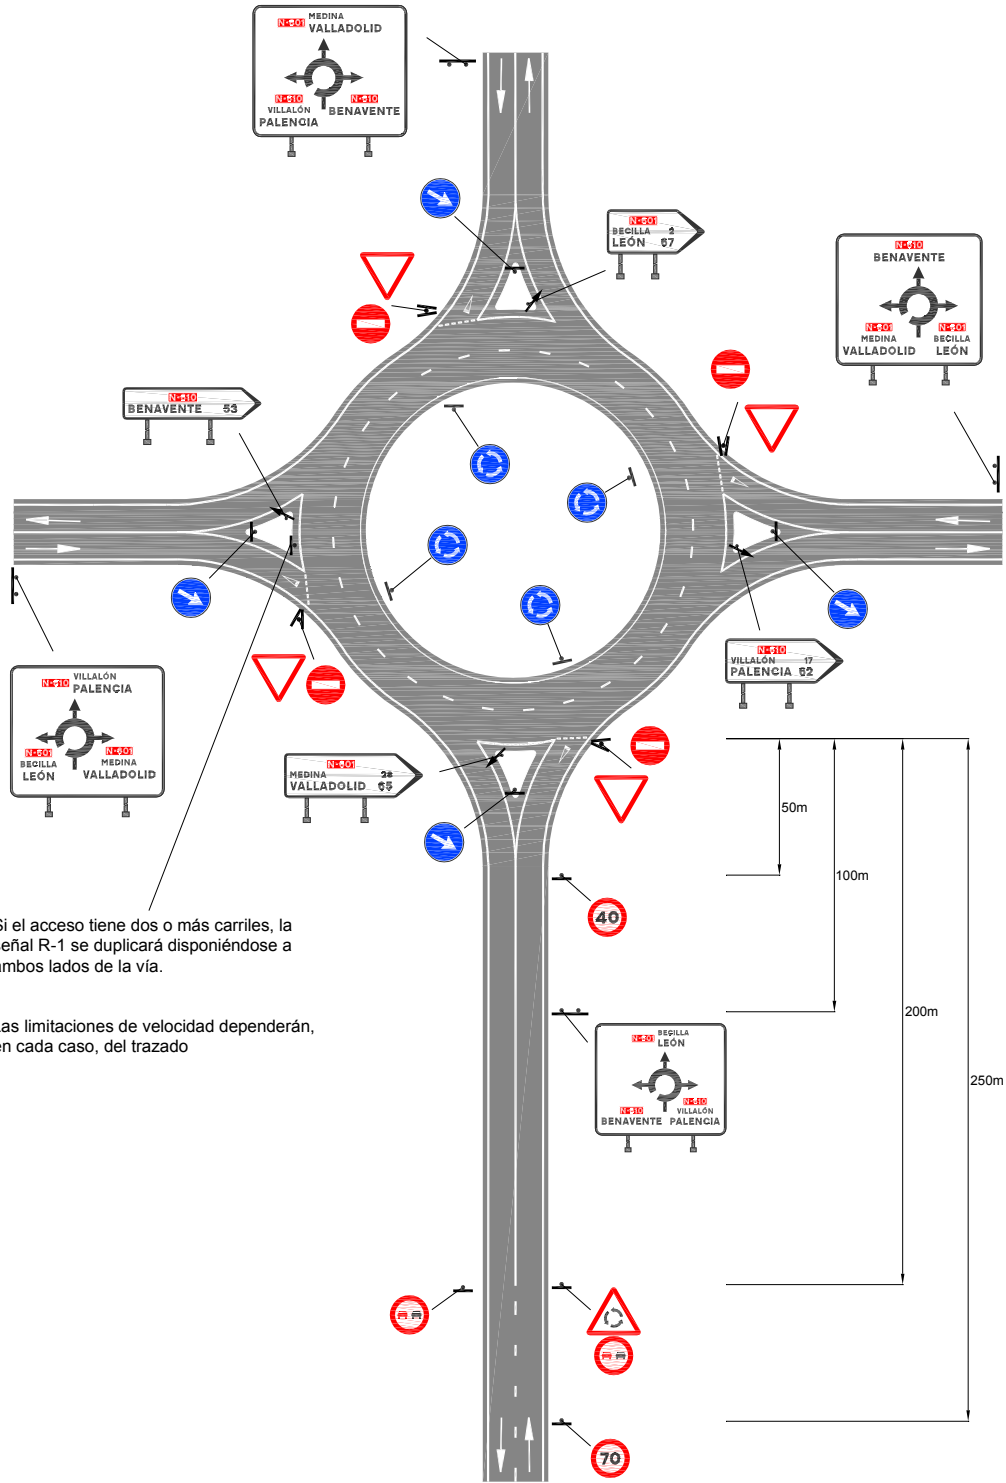 MEDINA
N-601 VALLADOLID
N-610 N-610
VILLALÓN
PALENCIA BENAVENTE
N-601
BECILLA 2
LEÓN 67
N-610
BENAVENTE
N-601 N-601
MEDINA BECILLA
VALLADOLID LEÓN
N-610
BENAVENTE 53
VILLALÓN
N-610 PALENCIA
N-601 N-601
BECILLA MEDINA
LEÓN VALLADOLID
N-610
VILLALÓN 17
PALENCIA 62
N-601
MEDINA 28
VALLADOLID 65
50m
100m
200m
250m
40
Si el acceso tiene dos o más carriles, la
señal R-1 se duplicará disponiéndose a
ambos lados de la vía.
Las limitaciones de velocidad dependerán,
en cada caso, del trazado
BECILLA
N-601 LEÓN
N-610 N-610
VILLALÓN
BENAVENTE PALENCIA
70